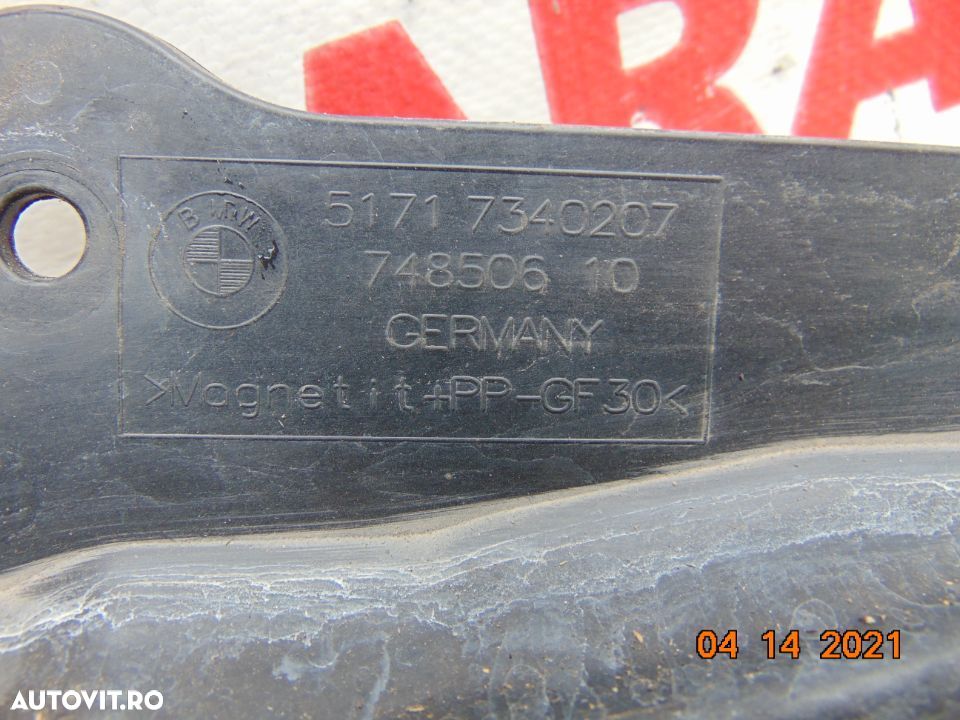 BMW
5171 7340207
748506 10
GERMANY
>Magnetit+PP-GF30<
04 14 2021
AUTOVIT.RO